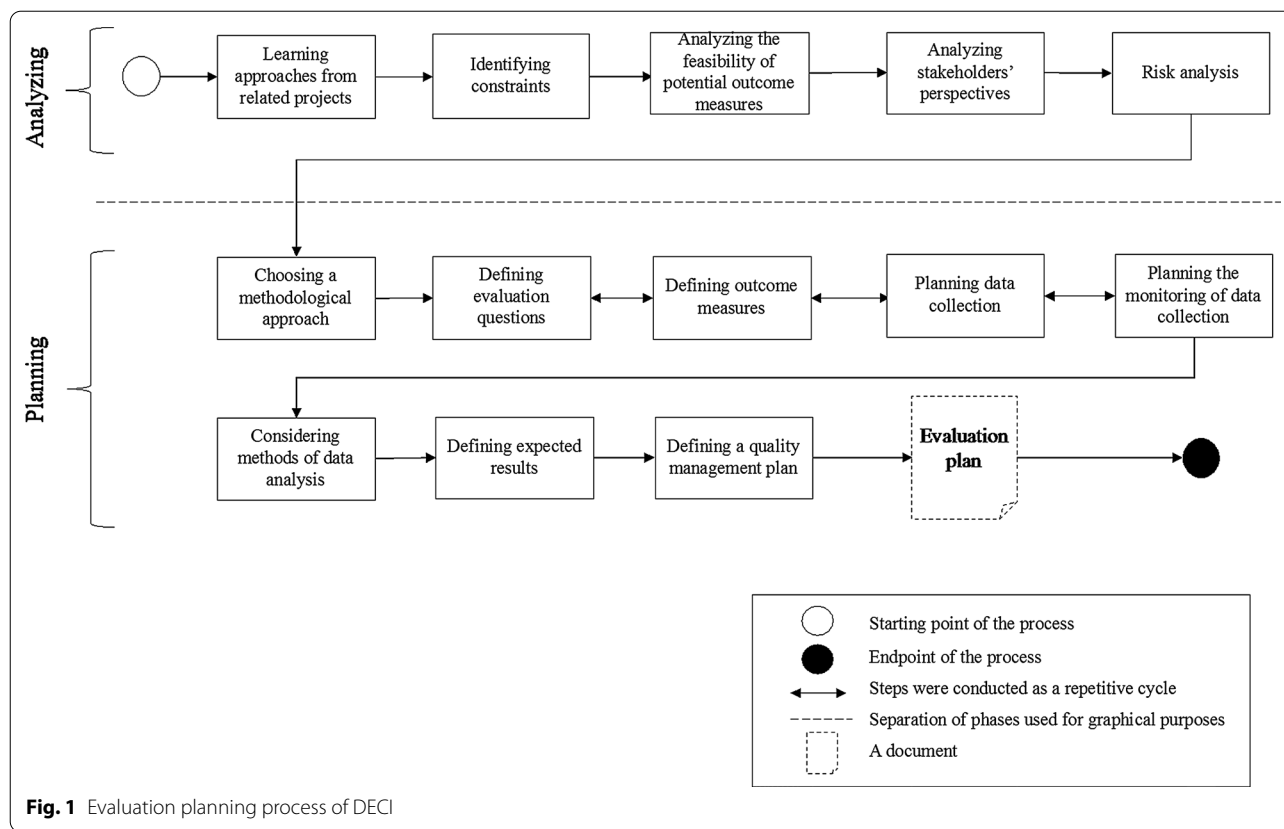 Analyzing
Learning
approaches from
related projects
Identifying
constraints
Analyzing the
feasibility of
potential outcome
measures
Analyzing
stakeholders'
perspectives
Risk analysis
Planning
Choosing a
methodological
approach
Defining
evaluation
questions
Defining outcome
measures
Planning data
collection
Planning the
monitoring of data
collection
Considering
methods of data
analysis
Defining expected
results
Defining a quality
management plan
Evaluation
plan
Starting point of the process
Endpoint of the process
Steps were conducted as a repetitive cycle
Separation of phases used for graphical purposes
A document
Fig. 1 Evaluation planning process of DECI